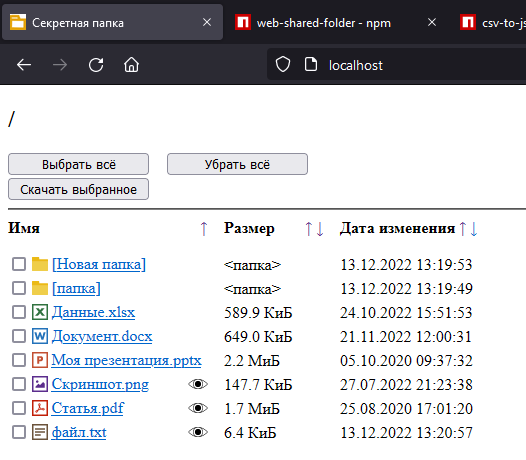 Секретная папка
web-shared-folder - npm
csv-to-js
localhost
/
Выбрать всё Убрать всё
Скачать выбранное
Имя ↑ Размер ↑↓ Дата изменения ↑↓
[Новая папка] <папка> 13.12.2022 13:19:53
[папка] <папка> 13.12.2022 13:19:49
Данные.xlsx 589.9 КиБ 24.10.2022 15:51:53
Документ.docx 649.0 КиБ 21.11.2022 12:00:31
Моя презентация.pptx 2.2 МиБ 05.10.2020 09:37:32
Скриншот.png 147.7 КиБ 27.07.2022 21:23:38
Статья.pdf 1.7 МиБ 25.08.2020 17:01:20
файл.txt 6.4 КиБ 13.12.2022 13:20:57